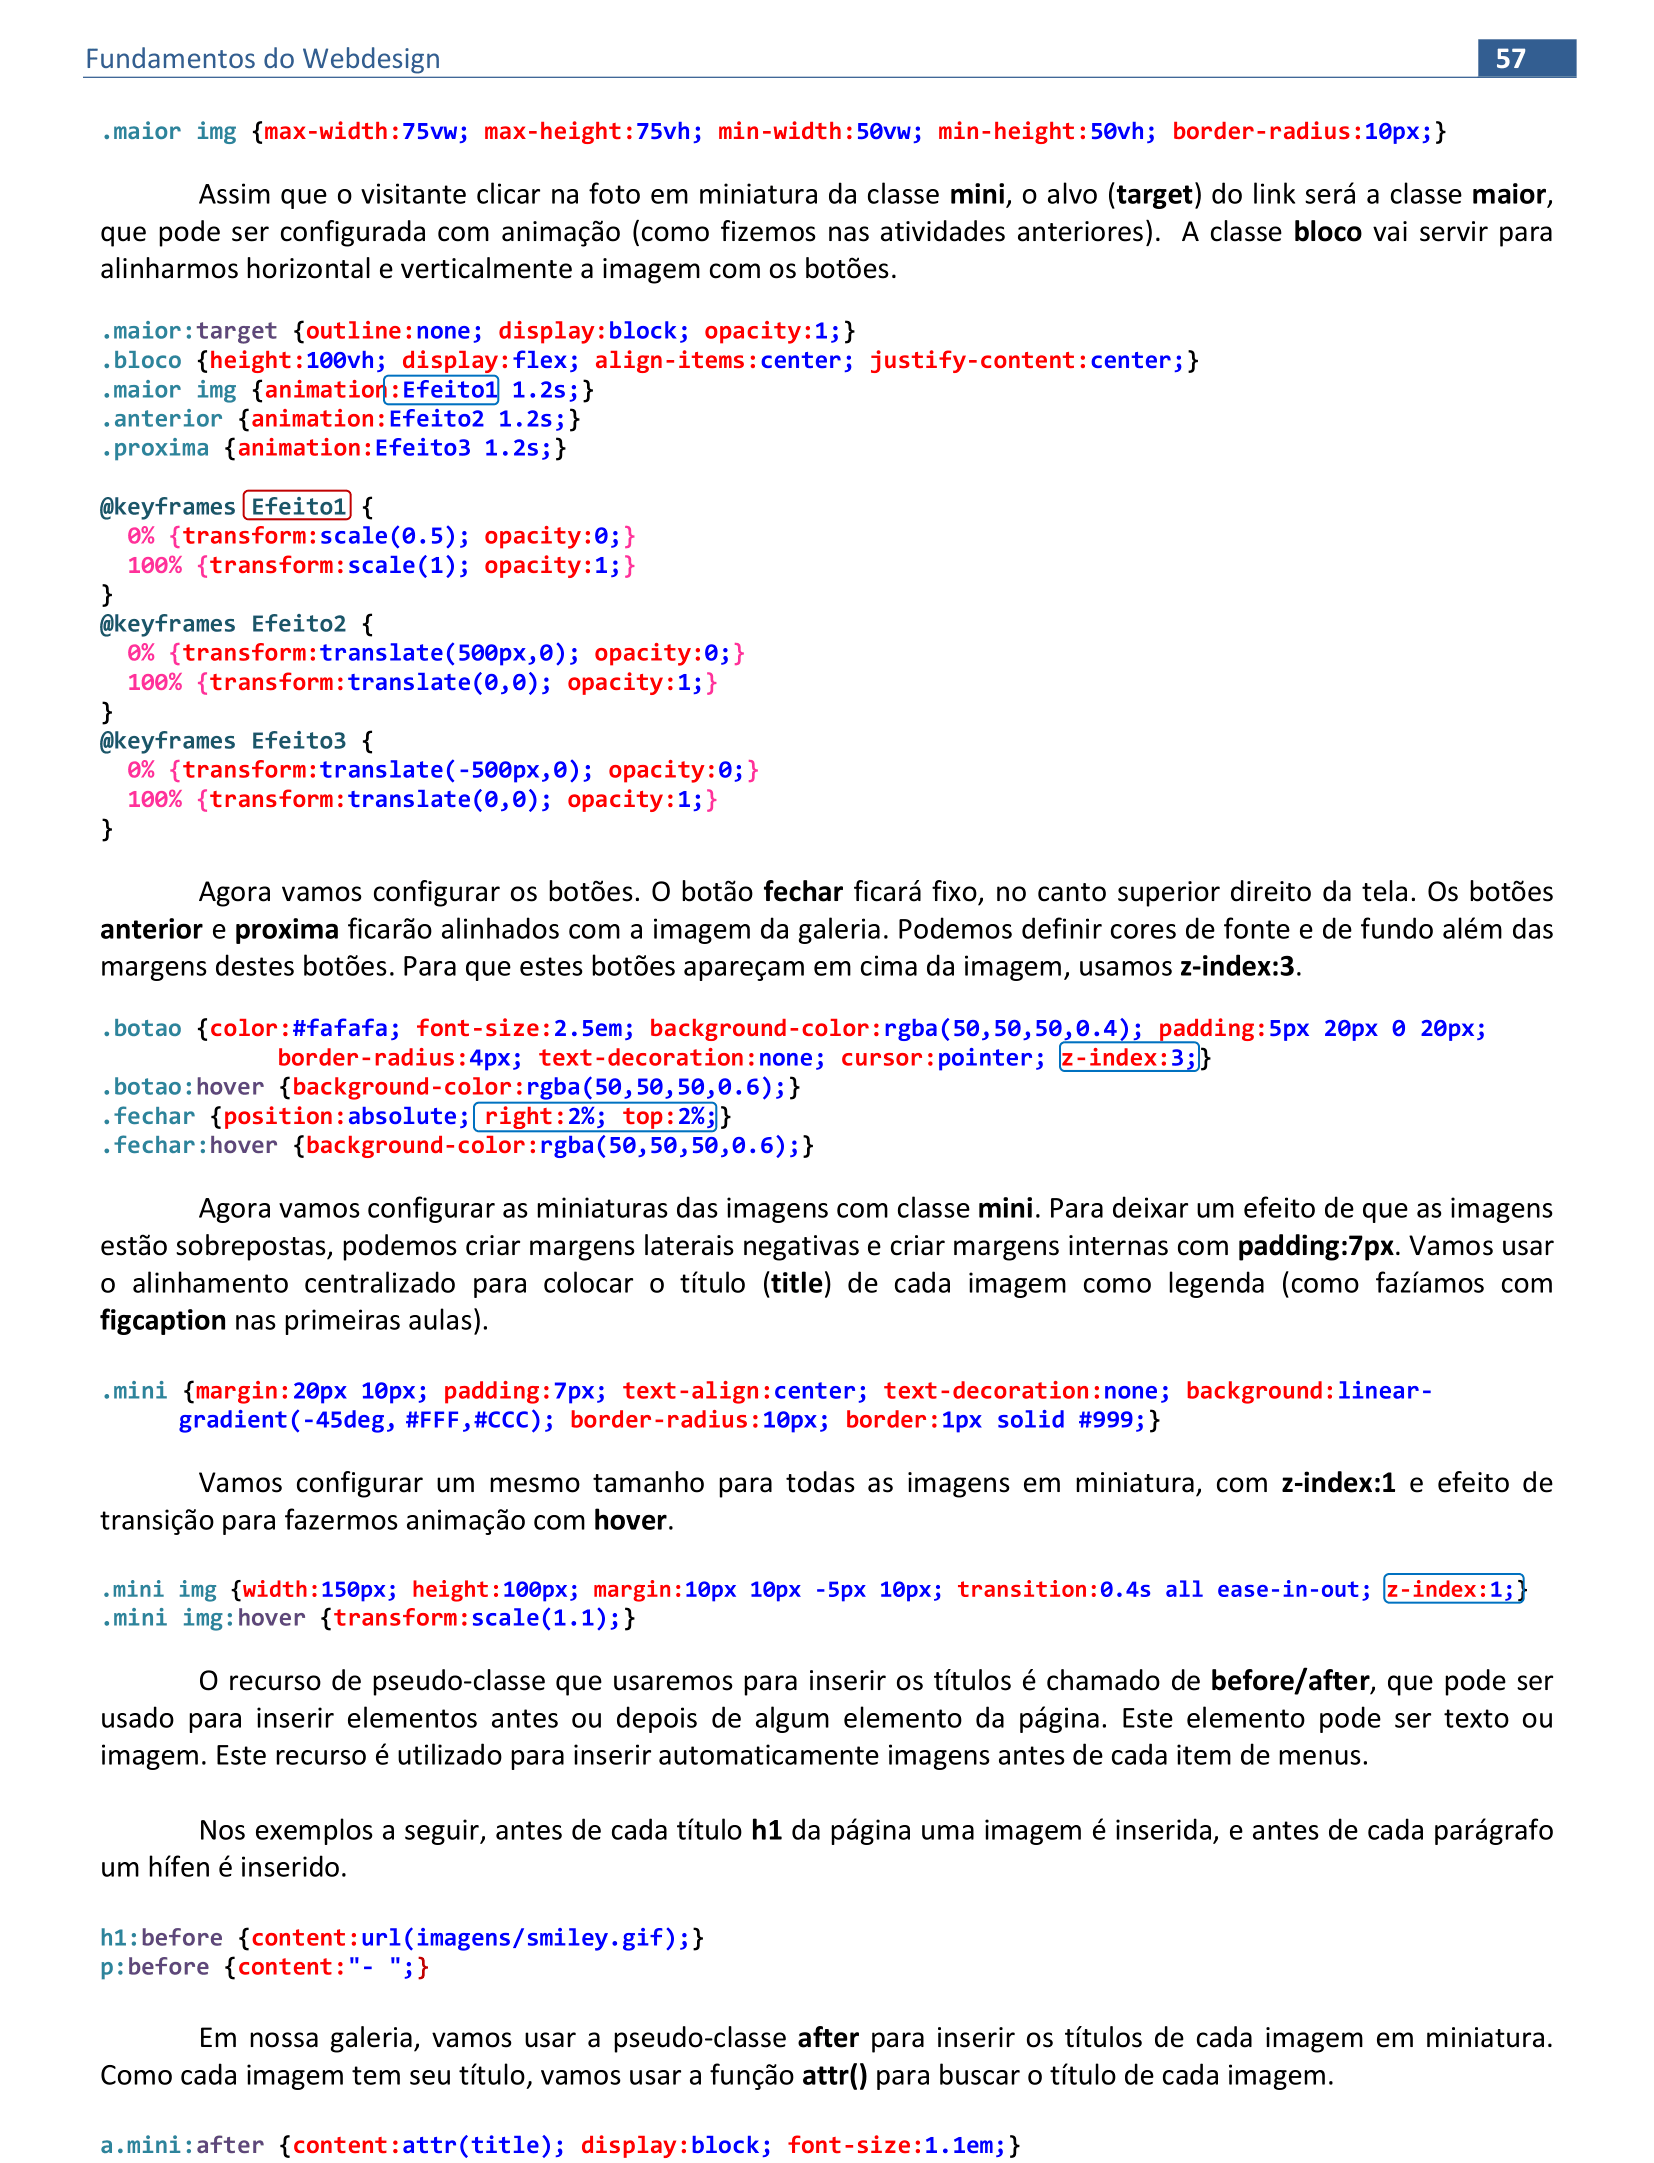 Fundamentos do Webdesign 57
.maior img {max-width:75vw; max-height:75vh; min-width:50vw; min-height:50vh; border-radius:10px;}
Assim que o visitante clicar na foto em miniatura da classe mini, o alvo (target) do link será a classe maior,
que pode ser configurada com animação (como fizemos nas atividades anteriores). A classe bloco vai servir para
alinharmos horizontal e verticalmente a imagem com os botões.
.maior:target {outline:none; display:block; opacity:1;}
.bloco {height:100vh; display:flex; align-items:center; justify-content:center;}
.maior img {animation:Efeito1 1.2s;}
.anterior {animation:Efeito2 1.2s;}
.proxima {animation:Efeito3 1.2s;}
@keyframes Efeito1 {
0% {transform:scale(0.5); opacity:0;}
100% {transform:scale(1); opacity:1;}
}
@keyframes Efeito2 {
0% {transform:translate(500px,0); opacity:0;}
100% {transform:translate(0,0); opacity:1;}
}
@keyframes Efeito3 {
0% {transform:translate(-500px,0); opacity:0;}
100% {transform:translate(0,0); opacity:1;}
}
Agora vamos configurar os botões. O botão fechar ficará fixo, no canto superior direito da tela. Os botões
anterior e proxima ficarão alinhados com a imagem da galeria. Podemos definir cores de fonte e de fundo além das
margens destes botões. Para que estes botões apareçam em cima da imagem, usamos z-index:3.
.botao {color:#fafafa; font-size:2.5em; background-color:rgba(50,50,50,0.4); padding:5px 20px 0 20px;
border-radius:4px; text-decoration:none; cursor:pointer; z-index:3;}
.botao:hover {background-color:rgba(50,50,50,0.6);}
.fechar {position:absolute; right:2%; top:2%;}
.fechar:hover {background-color:rgba(50,50,50,0.6);}
Agora vamos configurar as miniaturas das imagens com classe mini. Para deixar um efeito de que as imagens
estão sobrepostas, podemos criar margens laterais negativas e criar margens internas com padding:7px. Vamos usar
o alinhamento centralizado para colocar o título (title) de cada imagem como legenda (como fazíamos com
figcaption nas primeiras aulas).
.mini {margin:20px 10px; padding:7px; text-align:center; text-decoration:none; background:linear-
gradient(-45deg, #FFF,#CCC); border-radius:10px; border:1px solid #999;}
Vamos configurar um mesmo tamanho para todas as imagens em miniatura, com z-index:1 e efeito de
transição para fazermos animação com hover.
.mini img {width:150px; height:100px; margin:10px 10px -5px 10px; transition:0.4s all ease-in-out; z-index:1;}
.mini img:hover {transform:scale(1.1);}
O recurso de pseudo-classe que usaremos para inserir os títulos é chamado de before/after, que pode ser
usado para inserir elementos antes ou depois de algum elemento da página. Este elemento pode ser texto ou
imagem. Este recurso é utilizado para inserir automaticamente imagens antes de cada item de menus.
Nos exemplos a seguir, antes de cada título h1 da página uma imagem é inserida, e antes de cada parágrafo
um hífen é inserido.
h1:before {content:url(imagens/smiley.gif);}
p:before {content:"- ";}
Em nossa galeria, vamos usar a pseudo-classe after para inserir os títulos de cada imagem em miniatura.
Como cada imagem tem seu título, vamos usar a função attr() para buscar o título de cada imagem.
a.mini:after {content:attr(title); display:block; font-size:1.1em;}